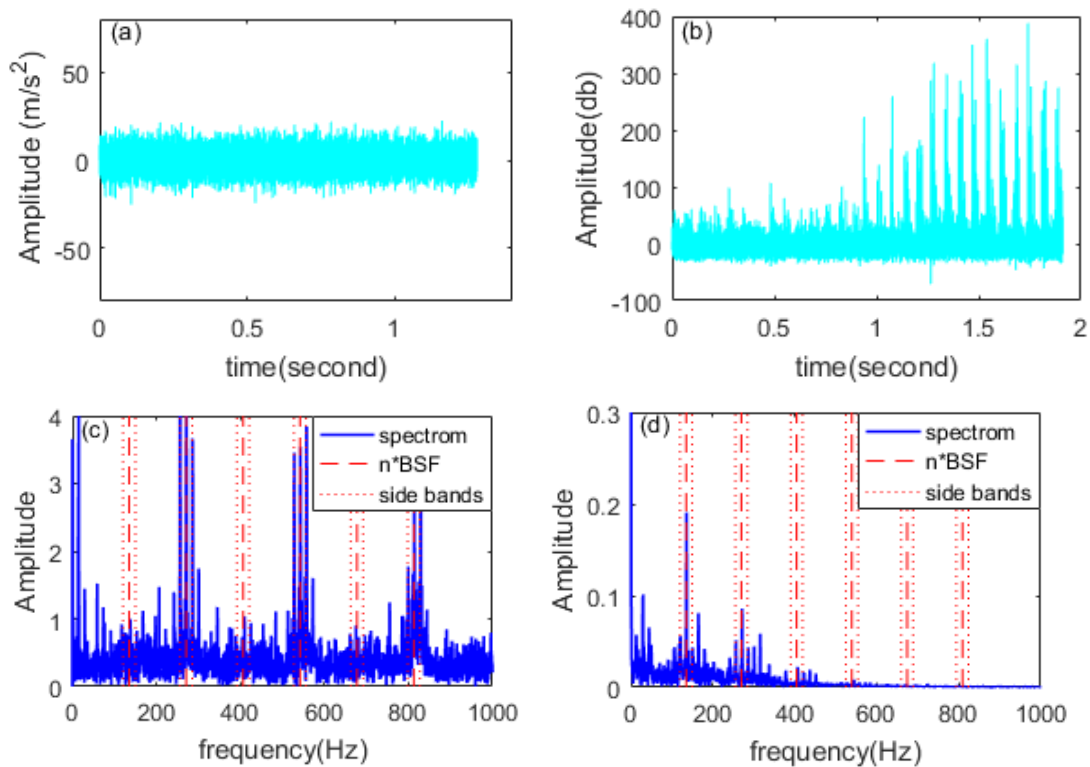 (a)
Amplitude (m/s²)
50
0
-50
0
0.5
1
time(second)
(b)
Amplitude(db)
400
300
200
100
0
-100
0
0.5
1
1.5
2
time(second)
(c)
Amplitude
4
3
2
1
0
0
200
400
600
800
1000
frequency(Hz)
spectrom
n*BSF
side bands
(d)
Amplitude
0.3
0.2
0.1
0
0
200
400
600
800
1000
frequency(Hz)
spectrom
n*BSF
side bands